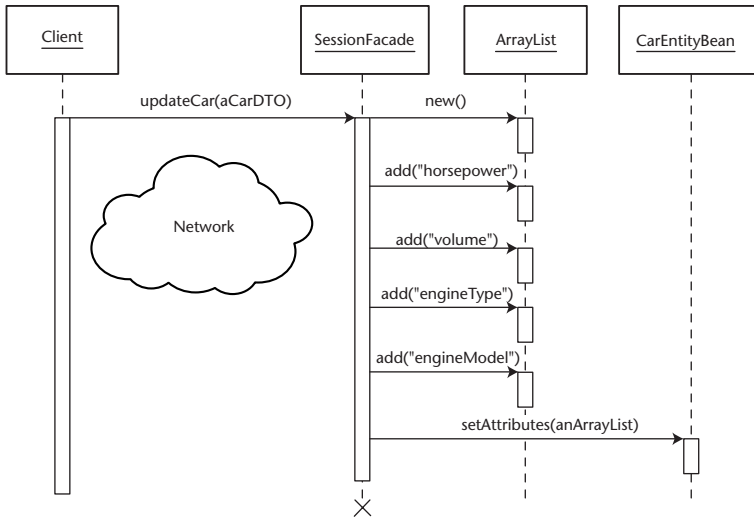 Client
SessionFacade
ArrayList
CarEntityBean
updateCar(aCarDTO)
new()
add("horsepower")
Network
add("volume")
add("engineType")
add("engineModel")
setAttributes(anArrayList)